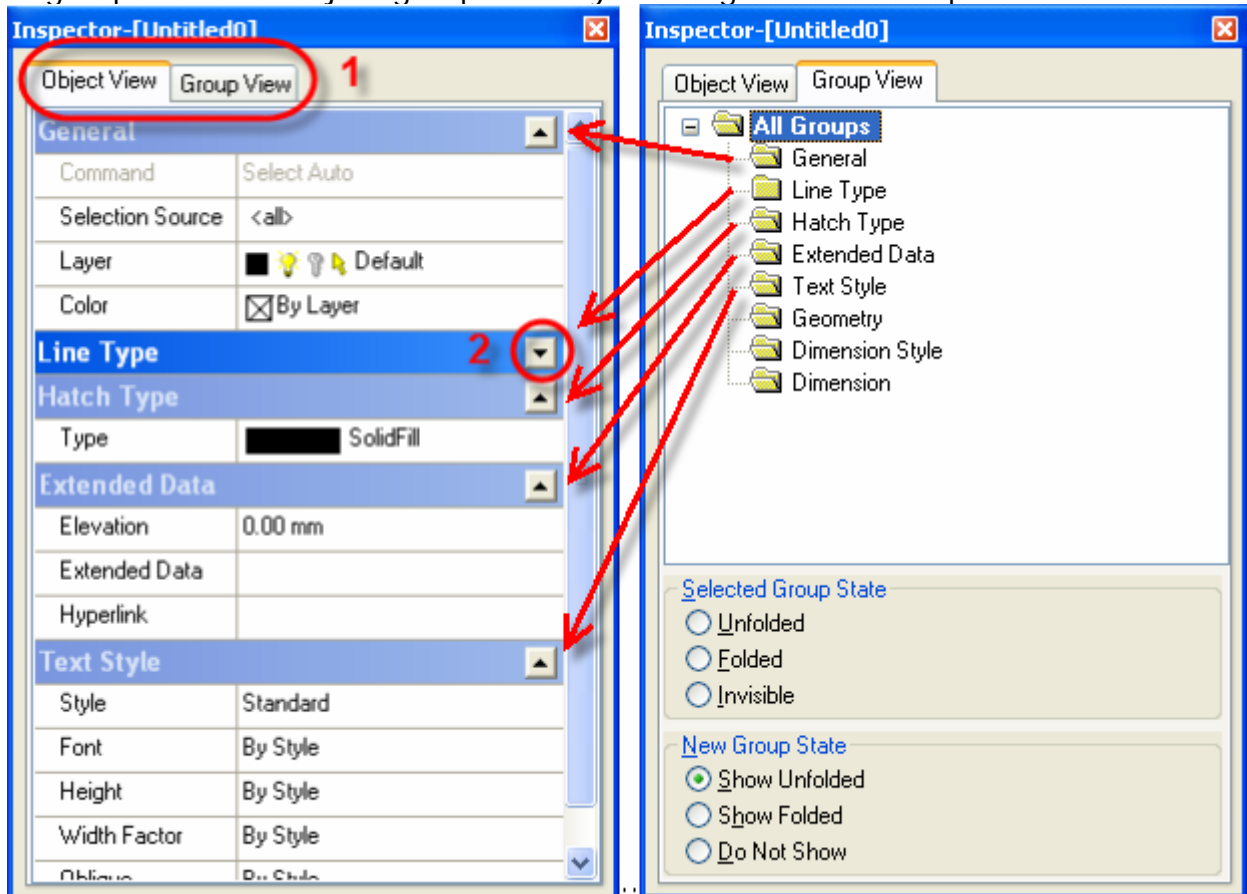 Inspector-[Untitled0]
Object View Group View 1
General
Command Select Auto
Selection Source <all>
Layer Default
Color By Layer
Line Type 2
Hatch Type
Type SolidFill
Extended Data
Elevation 0.00 mm
Extended Data
Hyperlink
Text Style
Style Standard
Font By Style
Height By Style
Width Factor By Style
Oblique By Style
Inspector-[Untitled0]
Object View Group View
All Groups
General
Line Type
Hatch Type
Extended Data
Text Style
Geometry
Dimension Style
Dimension
Selected Group State
Unfolded
Folded
Invisible
New Group State
Show Unfolded
Show Folded
Do Not Show